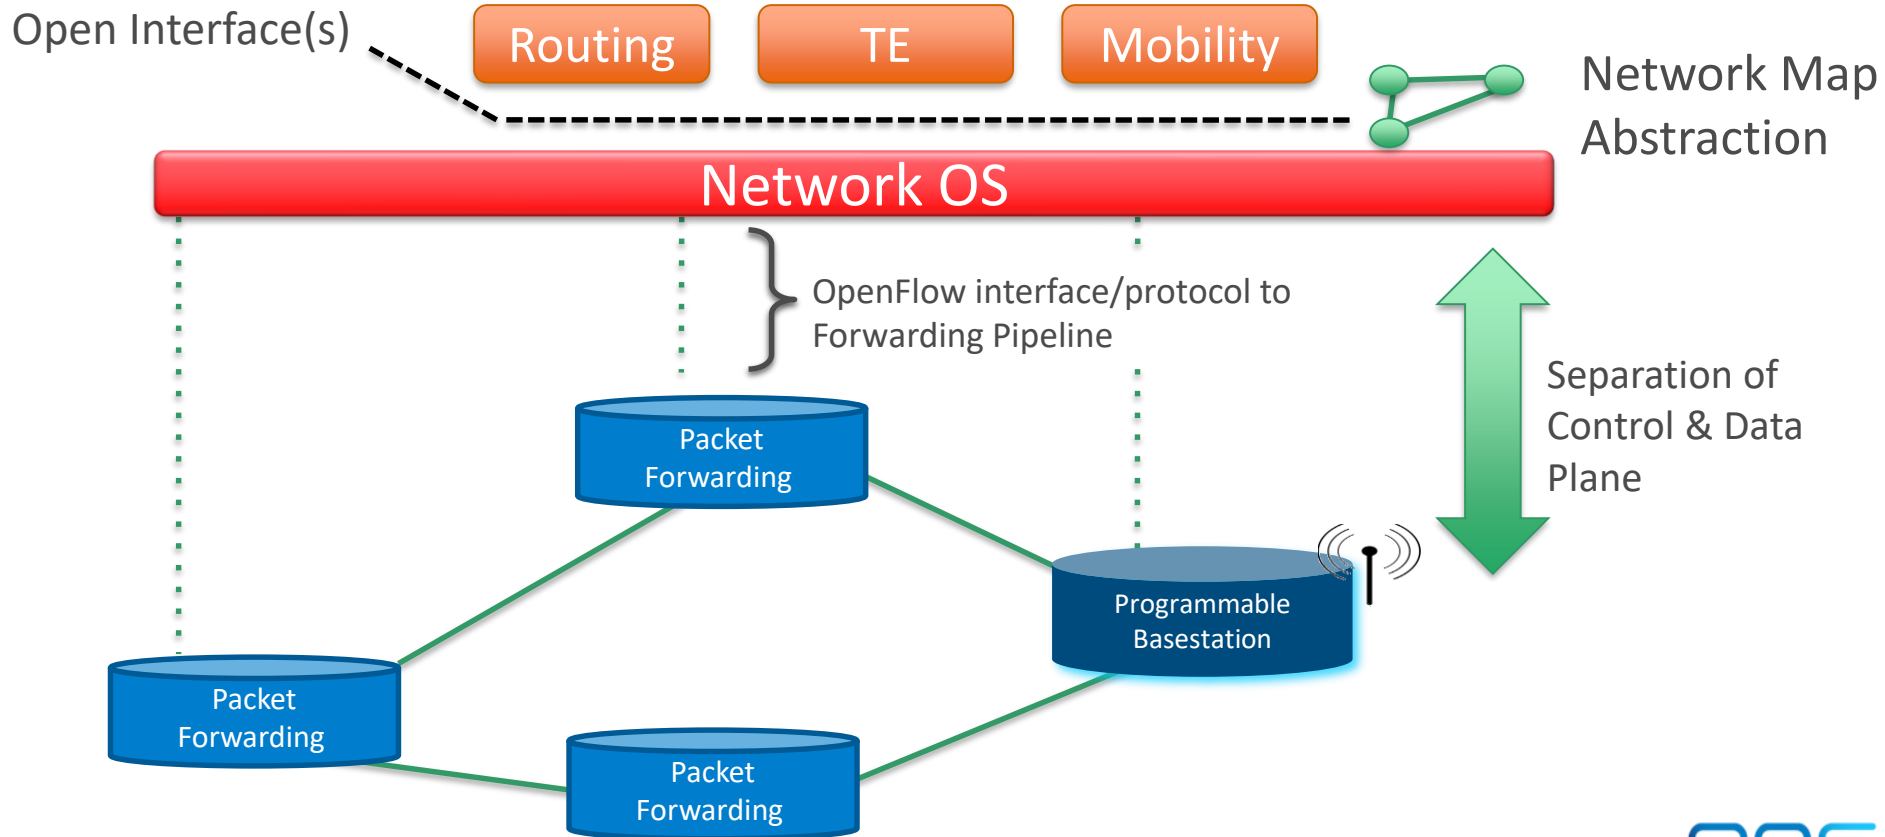 Open Interface(s)
Routing
TE
Mobility
Network Map
Abstraction
Network OS
OpenFlow interface/protocol to
Forwarding Pipeline
Separation of
Control & Data
Plane
Packet
Forwarding
Programmable
Basestation
Packet
Forwarding
Packet
Forwarding